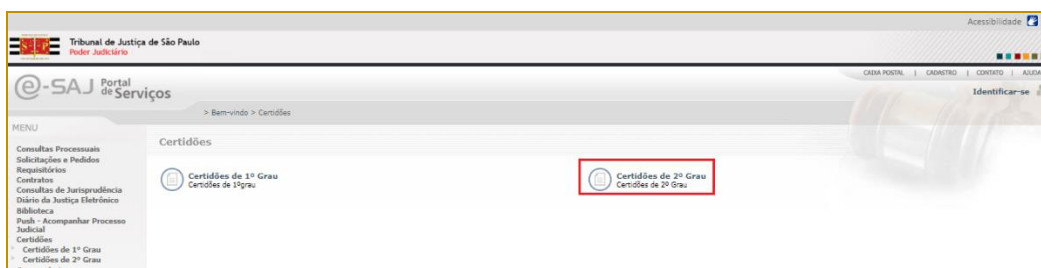 Acessibilidade
S P
Tribunal de Justiça de São Paulo
Poder Judiciário
CAIXA POSTAL | CADASTRO | CONTATO | AJUDA
e-SAJ Portal de Serviços
Identificar-se
> Bem-vindo > Certidões
MENU
Certidões
Consultas Processuais
Solicitações e Pedidos
Requisitórios
Contratos
Consultas de Jurisprudência
Diário da Justiça Eletrônico
Biblioteca
Push - Acompanhar Processo
Judicial
Certidões
Certidões de 1º Grau
Certidões de 2º Grau
Certidões de 1º Grau
Certidões de 1ºgrau
Certidões de 2º Grau
Certidões de 2º Grau